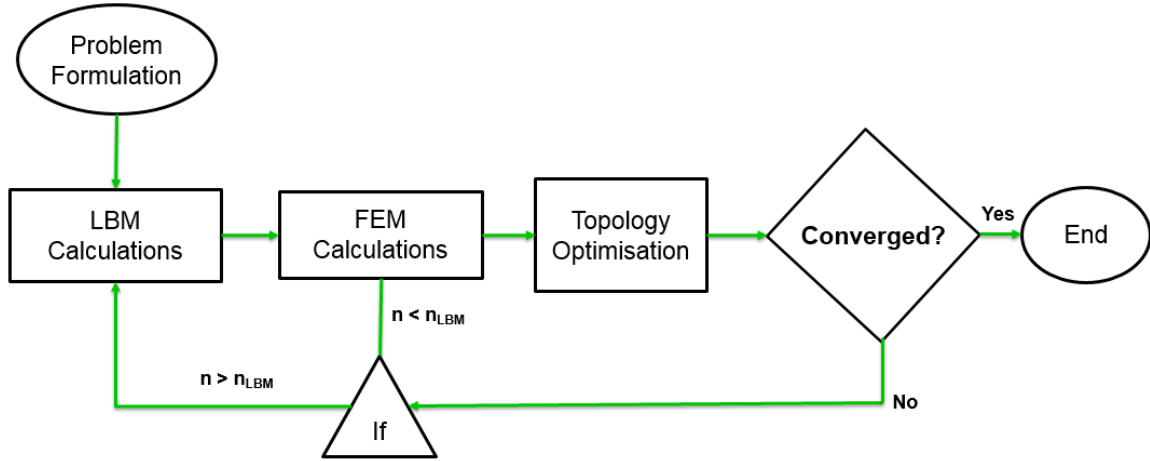 Problem
Formulation
LBM
Calculations
FEM
Calculations
Topology
Optimisation
Converged?
Yes
End
n < nLBM
n > nLBM
No
If